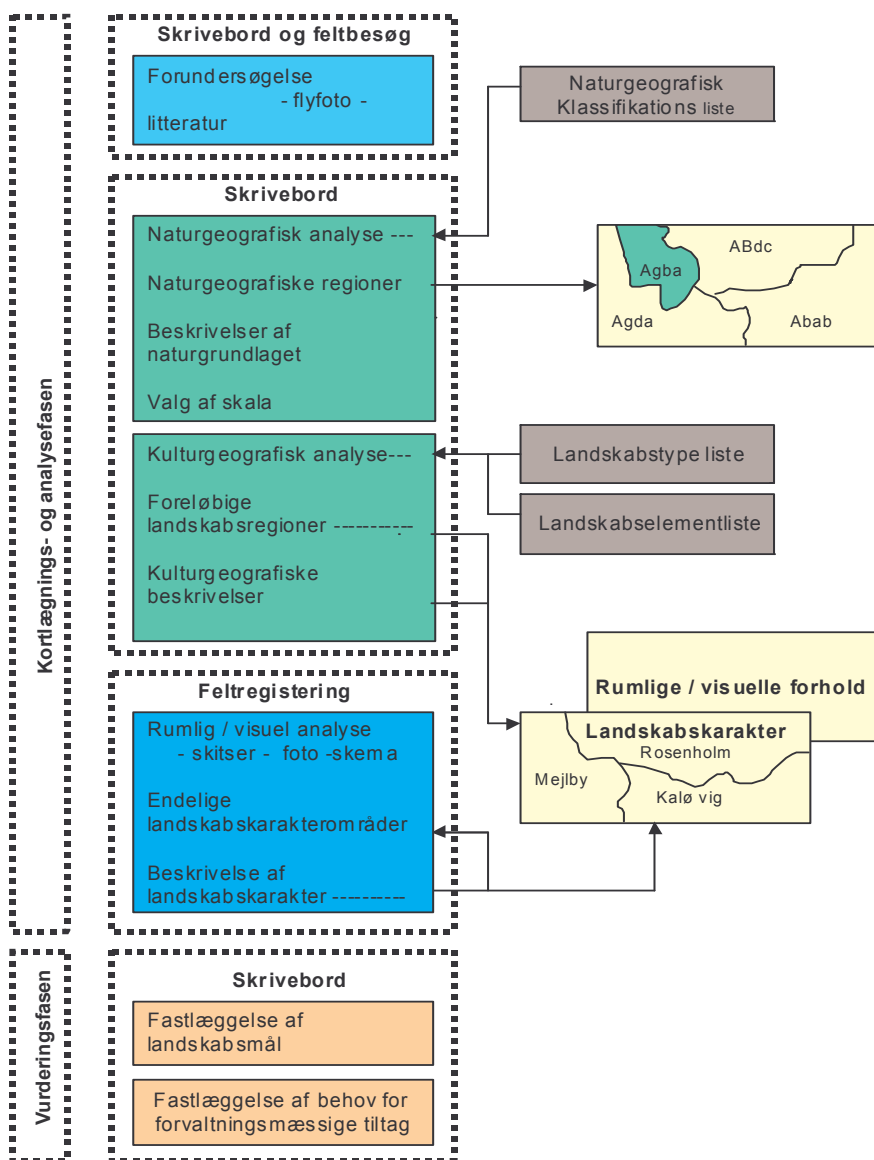 Kortlægnings- og analysefasen
Skrivebord og feltbesøg
Forundersøgelse
- flyfoto -
litteratur
Naturgeografisk
Klassifikations liste
Skrivebord
Naturgeografisk analyse ---
Naturgeografiske regioner
Beskrivelser af
naturgrundlaget
Valg af skala
ABdc
Agba
Agda
Abab
Kulturgeografisk analyse---
Foreløbige
landskabsregioner -----------
Kulturgeografiske
beskrivelser
Landskabstype liste
Landskabselementliste
Feltregistering
Rumlig / visuel analyse
- skitser - foto -skema
Endelige
landskabskarakterområder
Beskrivelse af
landskabskarakter ----------
Rumlige / visuelle forhold
Landskabskarakter
Rosenholm
Mejlby
Kalø vig
Vurderingsfasen
Skrivebord
Fastlæggelse af
landskabsmål
Fastlæggelse af behov for
forvaltningsmæssige tiltag